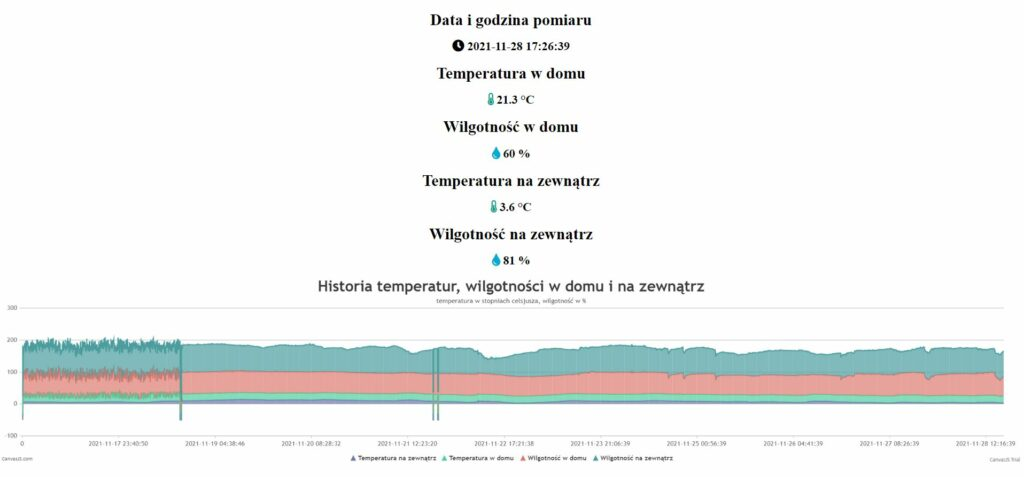 Data i godzina pomiaru
2021-11-28 17:26:39
Temperatura w domu
21.3 °C
Wilgotność w domu
60 %
Temperatura na zewnątrz
3.6 °C
Wilgotność na zewnątrz
81 %
Historia temperatur, wilgotności w domu i na zewnątrz
temperatura w stopniach celsjusza, wilgotność w %
300
200
100
0
-100
0 2021-11-17 23:40:50 2021-11-19 04:38:46 2021-11-20 08:28:32 2021-11-21 12:23:20 2021-11-22 17:21:38 2021-11-23 21:06:39 2021-11-25 00:56:39 2021-11-26 04:41:39 2021-11-27 08:26:39 2021-11-28 12:16:39
Temperatura na zewnątrz Temperatura w domu Wilgotność w domu Wilgotność na zewnątrz
CanvasJS.com CanvasJS Trial